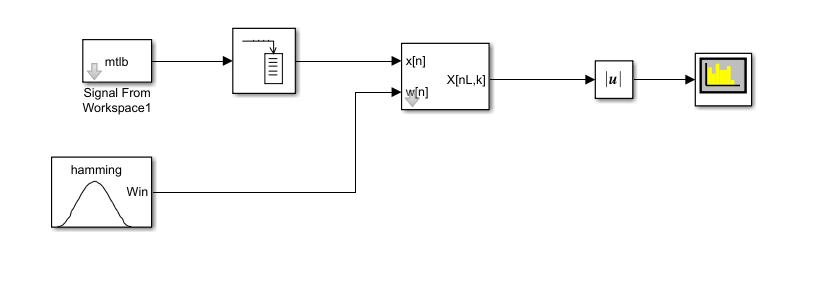 mtlb
Signal From
Workspace1
x[n]
w[n]
X[nL,k]
|u|
hamming
Win